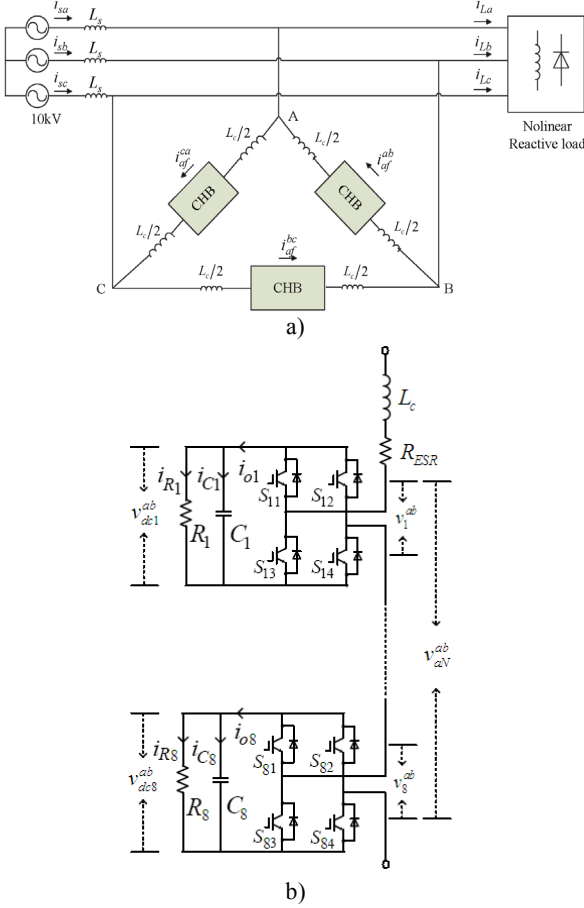 i_sa L_s i_La
i_sb L_s i_Lb
i_sc L_s i_Lc
10kV
Nolinear
Reactive load
A
L_c/2 L_c/2
i_af^ca i_af^ab
CHB CHB
L_c/2 L_c/2
i_af^bc
L_c/2 L_c/2
C CHB B
a)
L_c
R_ESR
i_R1 i_C1 i_o1
S_11 S_12
v_dc1^ab v_1^ab
R_1 C_1
S_13 S_14
v_aN^ab
i_R8 i_C8 i_o8
S_81 S_82
v_dc8^ab v_8^ab
R_8 C_8
S_83 S_84
b)